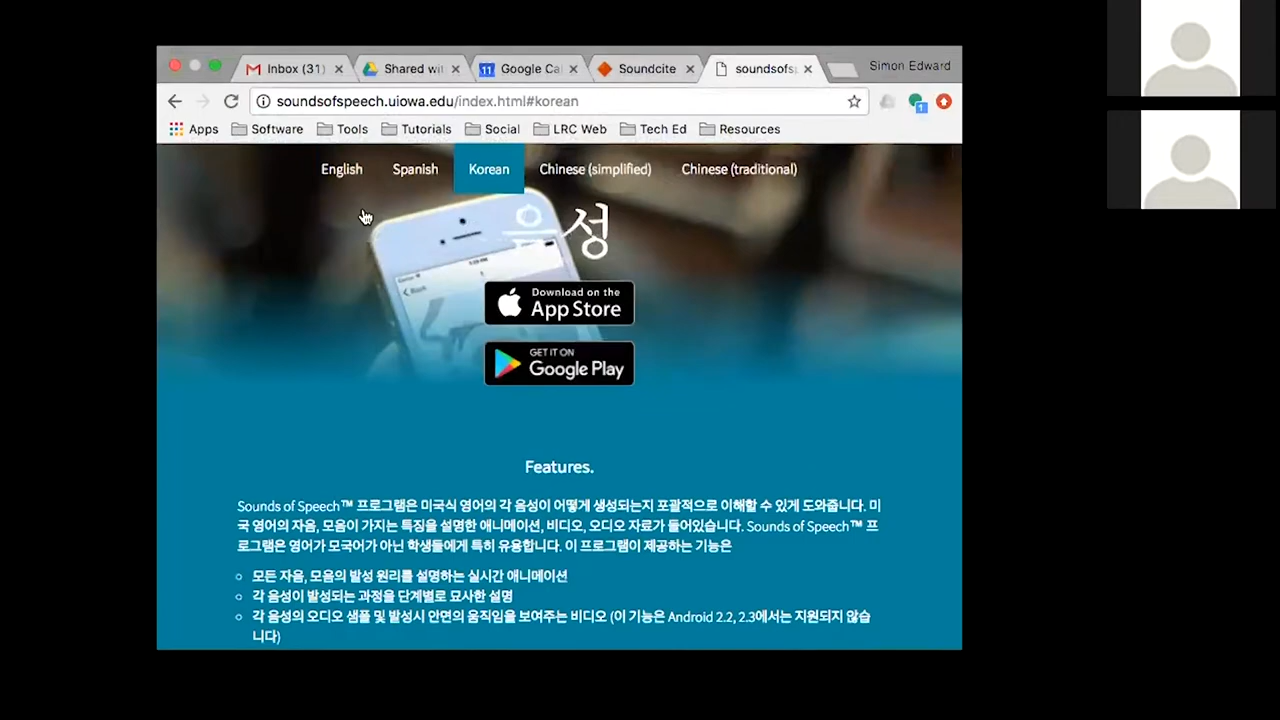 Inbox (31)
Shared wit
Google Cal
Soundcite
soundsofsp
Simon Edward
soundsofspeech.uiowa.edu/index.html#korean
Apps
Software
Tools
Tutorials
Social
LRC Web
Tech Ed
Resources
English
Spanish
Korean
Chinese (simplified)
Chinese (traditional)
음성
Download on the
App Store
GET IT ON
Google Play
Features.
Sounds of Speech™ 프로그램은 미국식 영어의 각 음성이 어떻게 생성되는지 포괄적으로 이해할 수 있게 도와줍니다. 미
국 영어의 자음, 모음이 가지는 특징을 설명한 애니메이션, 비디오, 오디오 자료가 들어있습니다. Sounds of Speech™ 프
로그램은 영어가 모국어가 아닌 학생들에게 특히 유용합니다. 이 프로그램이 제공하는 기능은
모든 자음, 모음의 발성 원리를 설명하는 실시간 애니메이션
각 음성이 발성되는 과정을 단계별로 묘사한 설명
각 음성의 오디오 샘플 및 발성시 안면의 움직임을 보여주는 비디오 (이 기능은 Android 2.2, 2.3에서는 지원되지 않습
니다)